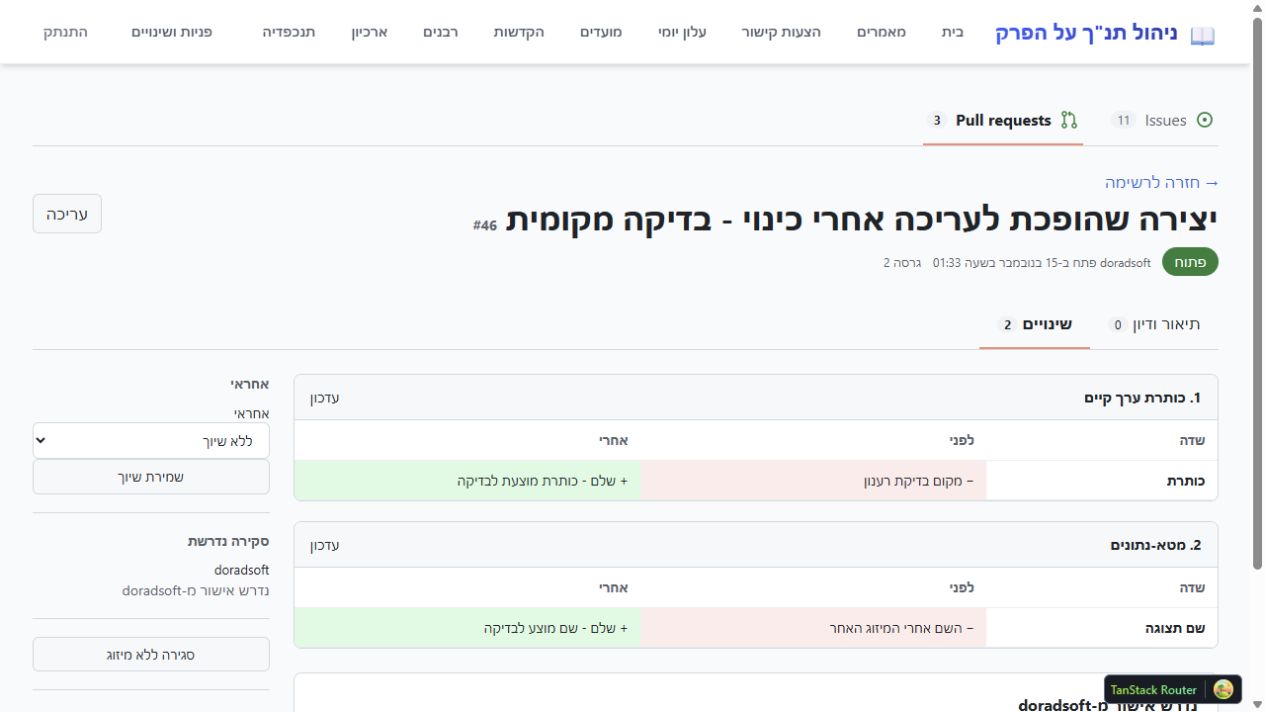 ניהול תנ"ך על הפרק
בית
מאמרים
הצעות קישור
עלון יומי
מועדים
הקדשות
רבנים
ארכיון
תנכפדיה
פניות ושינויים
התנתק
Issues 11
Pull requests 3
→ חזרה לרשימה
יצירה שהופכת לעריכה אחרי כינוי - בדיקה מקומית #46
עריכה
פתוח
doradsoft פתח ב-15 בנובמבר בשעה 01:33 גרסה 2
תיאור ודיון 0
שינויים 2
1. כותרת ערך קיים
עדכון
שדה לפני אחרי
כותרת − מקום בדיקת רענון + שלם - כותרת מוצעת לבדיקה
2. מטא-נתונים
עדכון
שדה לפני אחרי
שם תצוגה − השם אחרי המיזוג האחר + שלם - שם מוצע לבדיקה
נדרש אישור מ-doradsoft
אחראי
אחראי
ללא שיוך
שמירת שיוך
סקירה נדרשת
doradsoft
נדרש אישור מ-doradsoft
סגירה ללא מיזוג
TanStack Router